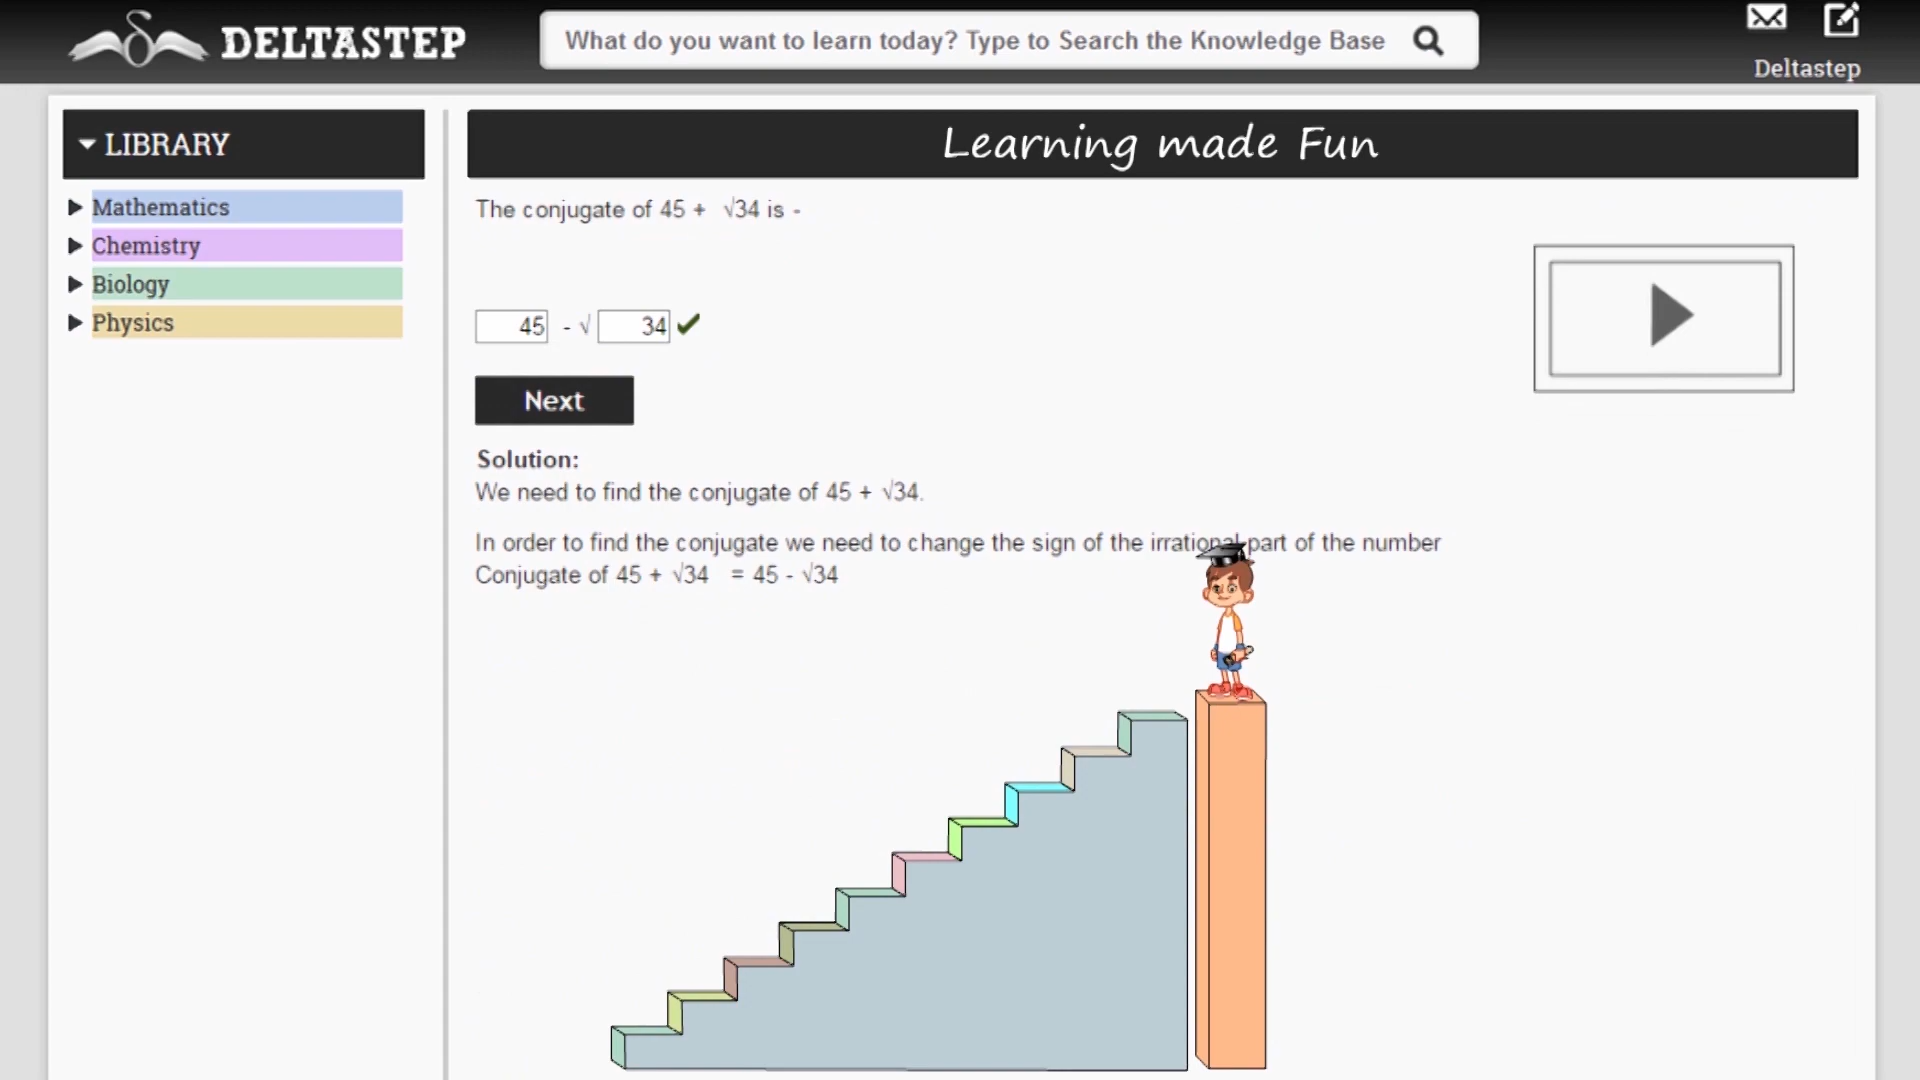 DELTASTEP
What do you want to learn today? Type to Search the Knowledge Base
Deltastep
LIBRARY
Mathematics
Chemistry
Biology
Physics
Learning made Fun
The conjugate of 45 + √34 is -
45 - √ 34
Next
Solution:
We need to find the conjugate of 45 + √34.
In order to find the conjugate we need to change the sign of the irrational part of the number
Conjugate of 45 + √34 = 45 - √34